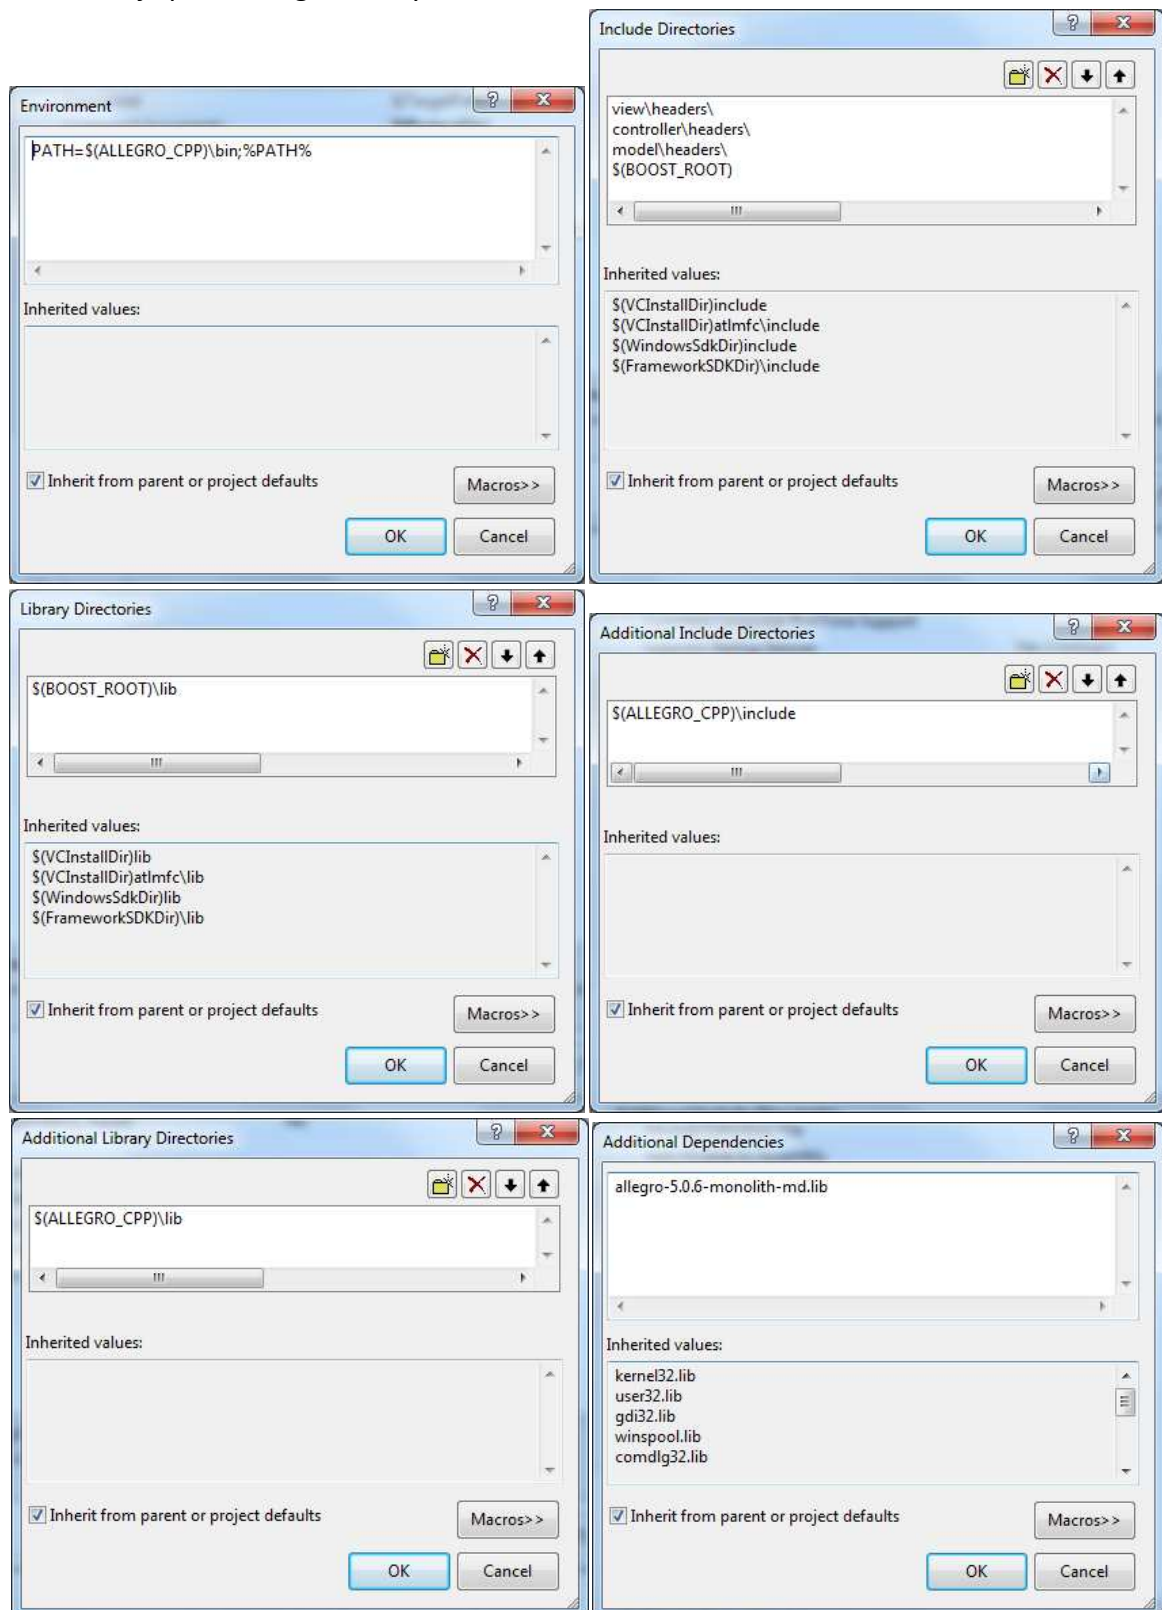 Environment
PATH=$(ALLEGRO_CPP)\bin;%PATH%
Inherited values:
Inherit from parent or project defaults
Macros>>
OK
Cancel
Include Directories
view\headers\
controller\headers\
model\headers\
$(BOOST_ROOT)
Inherited values:
$(VCInstallDir)include
$(VCInstallDir)atlmfc\include
$(WindowsSdkDir)include
$(FrameworkSDKDir)\include
Inherit from parent or project defaults
Macros>>
OK
Cancel
Library Directories
$(BOOST_ROOT)\lib
Inherited values:
$(VCInstallDir)lib
$(VCInstallDir)atlmfc\lib
$(WindowsSdkDir)lib
$(FrameworkSDKDir)\lib
Inherit from parent or project defaults
Macros>>
OK
Cancel
Additional Include Directories
$(ALLEGRO_CPP)\include
Inherited values:
Inherit from parent or project defaults
Macros>>
OK
Cancel
Additional Library Directories
$(ALLEGRO_CPP)\lib
Inherited values:
Inherit from parent or project defaults
Macros>>
OK
Cancel
Additional Dependencies
allegro-5.0.6-monolith-md.lib
Inherited values:
kernel32.lib
user32.lib
gdi32.lib
winspool.lib
comdlg32.lib
Inherit from parent or project defaults
Macros>>
OK
Cancel